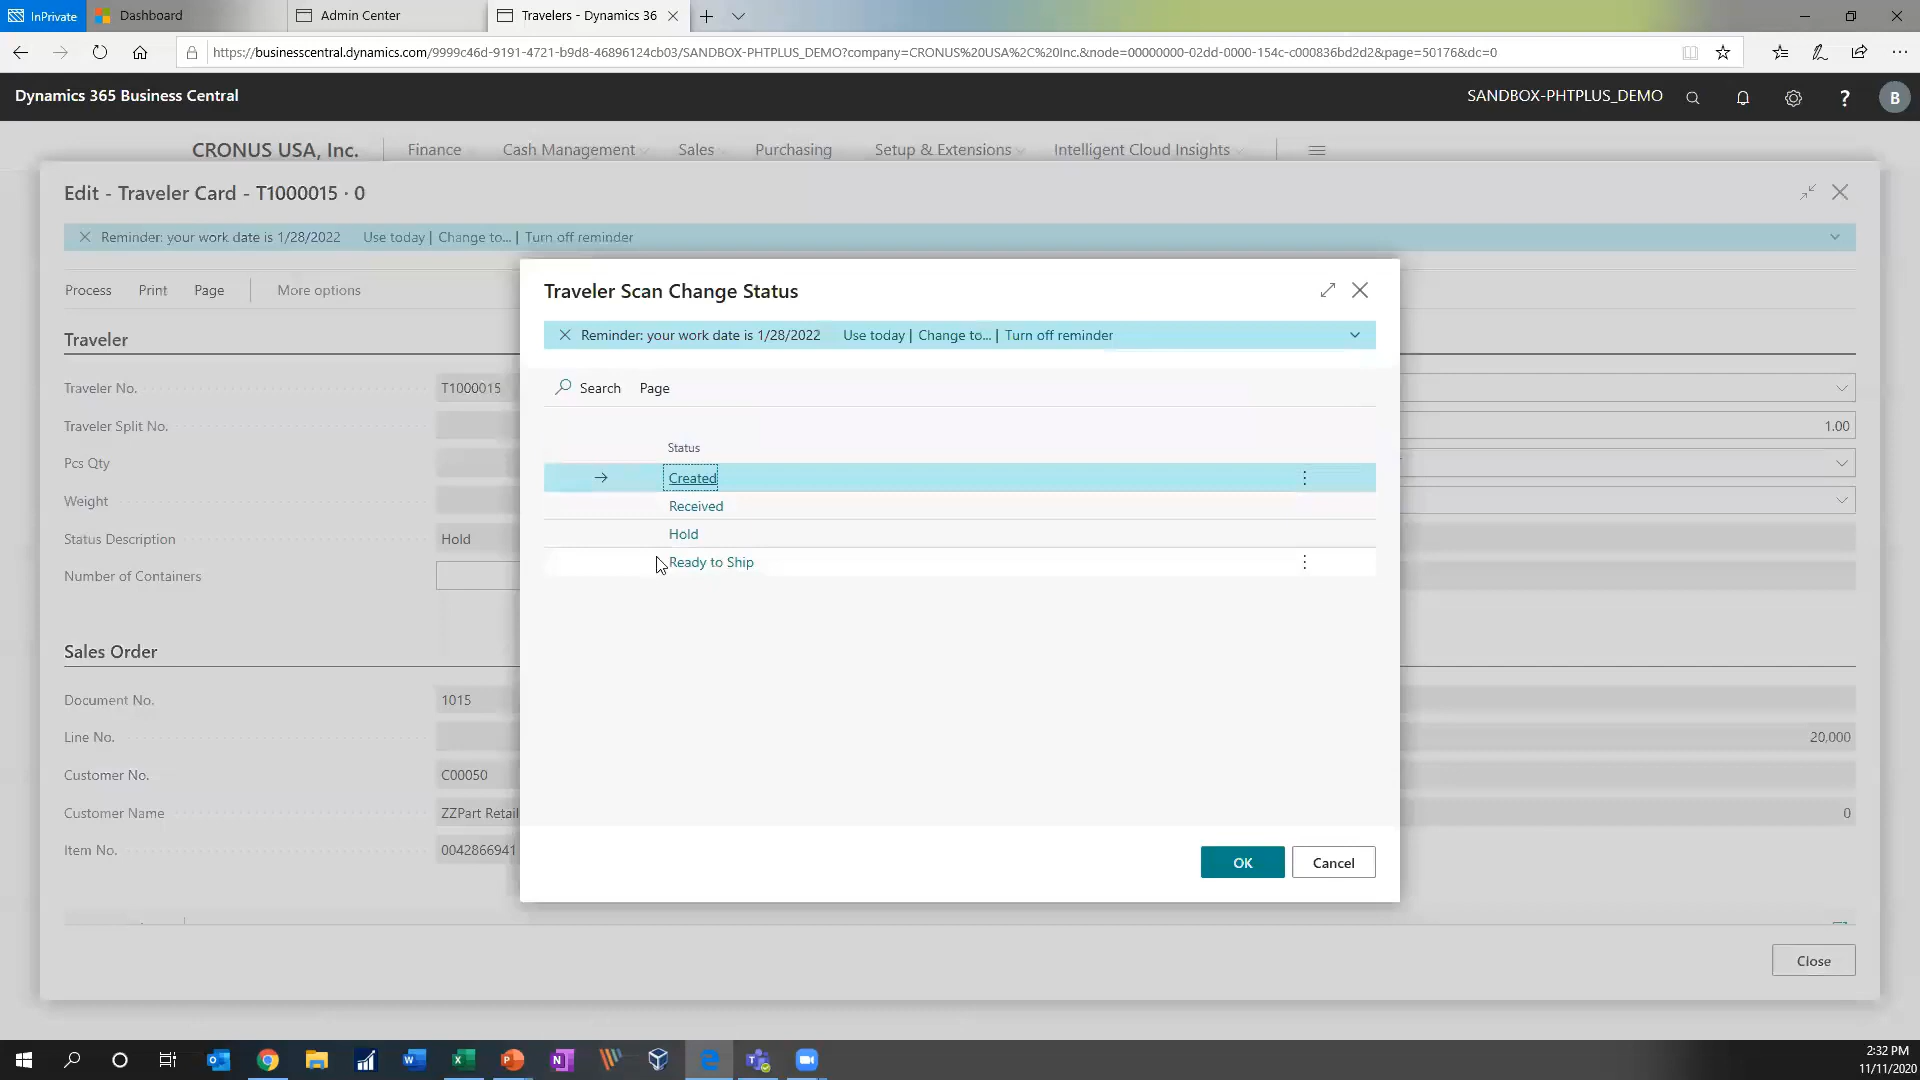 InPrivate
Dashboard
Admin Center
Travelers - Dynamics 36
https://businesscentral.dynamics.com/9999c46d-9191-4721-b9d8-46896124cb03/SANDBOX-PHTPLUS_DEMO?company=CRONUS%20USA%2C%20Inc.&node=00000000-02dd-0000-154c-c000836bd2d2&page=50176&dc=0
Dynamics 365 Business Central
SANDBOX-PHTPLUS_DEMO
?
B
CRONUS USA, Inc.
Finance
Cash Management
Sales
Purchasing
Setup & Extensions
Intelligent Cloud Insights
Edit - Traveler Card - T1000015 · 0
Reminder: your work date is 1/28/2022 Use today | Change to... | Turn off reminder
Process
Print
Page
More options
Traveler
Traveler No.
T1000015
Traveler Split No.
1.00
Pcs Qty
Weight
Status Description
Hold
Number of Containers
Sales Order
Document No.
1015
Line No.
20,000
Customer No.
C00050
Customer Name
ZZPart Retail
0
Item No.
0042866941
Close
Traveler Scan Change Status
Reminder: your work date is 1/28/2022 Use today | Change to... | Turn off reminder
Search
Page
Status
Created
Received
Hold
Ready to Ship
OK
Cancel
2:32 PM
11/11/2020